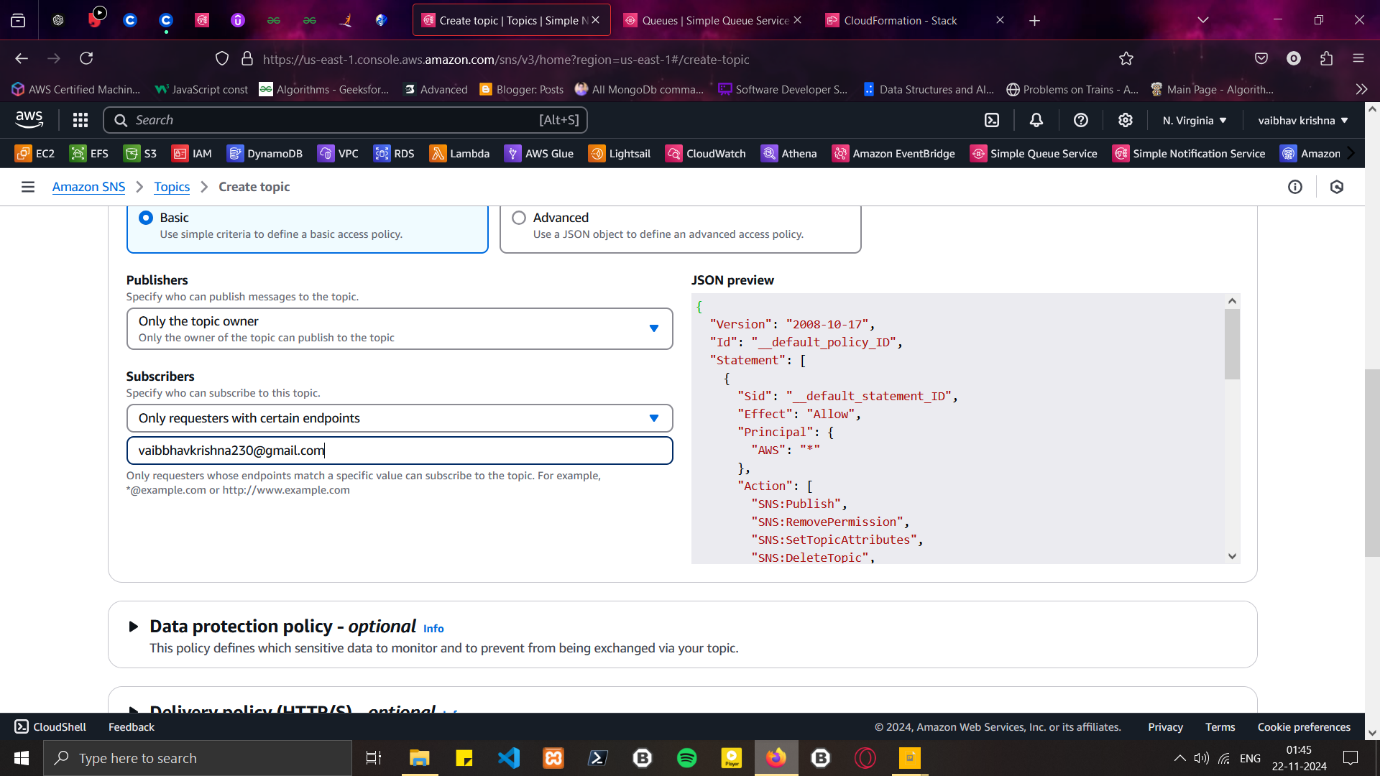 Create topic | Topics | Simple N
Queues | Simple Queue Service
CloudFormation - Stack
https://us-east-1.console.aws.amazon.com/sns/v3/home?region=us-east-1#/create-topic
AWS Certified Machin...
JavaScript const
Algorithms - Geeksfor...
Advanced
Blogger: Posts
All MongoDb comma...
Software Developer S...
Data Structures and Al...
Problems on Trains - A...
Main Page - Algorith...
aws
Search
[Alt+S]
N. Virginia
vaibhav krishna
EC2
EFS
S3
IAM
DynamoDB
VPC
RDS
Lambda
AWS Glue
Lightsail
CloudWatch
Athena
Amazon EventBridge
Simple Queue Service
Simple Notification Service
Amazon
Amazon SNS
Topics
Create topic
Basic
Use simple criteria to define a basic access policy.
Advanced
Use a JSON object to define an advanced access policy.
Publishers
Specify who can publish messages to the topic.
Only the topic owner
Only the owner of the topic can publish to the topic
Subscribers
Specify who can subscribe to this topic.
Only requesters with certain endpoints
vaibbhavkrishna230@gmail.com
Only requesters whose endpoints match a specific value can subscribe to the topic. For example,
*@example.com or http://www.example.com
JSON preview
{
"Version": "2008-10-17",
"Id": "__default_policy_ID",
"Statement": [
{
"Sid": "__default_statement_ID",
"Effect": "Allow",
"Principal": {
"AWS": "*"
},
"Action": [
"SNS:Publish",
"SNS:RemovePermission",
"SNS:SetTopicAttributes",
"SNS:DeleteTopic",
Data protection policy - optional Info
This policy defines which sensitive data to monitor and to prevent from being exchanged via your topic.
Delivery policy (HTTP/S) - optional Info
CloudShell
Feedback
© 2024, Amazon Web Services, Inc. or its affiliates.
Privacy
Terms
Cookie preferences
Type here to search
ENG
01:45
22-11-2024